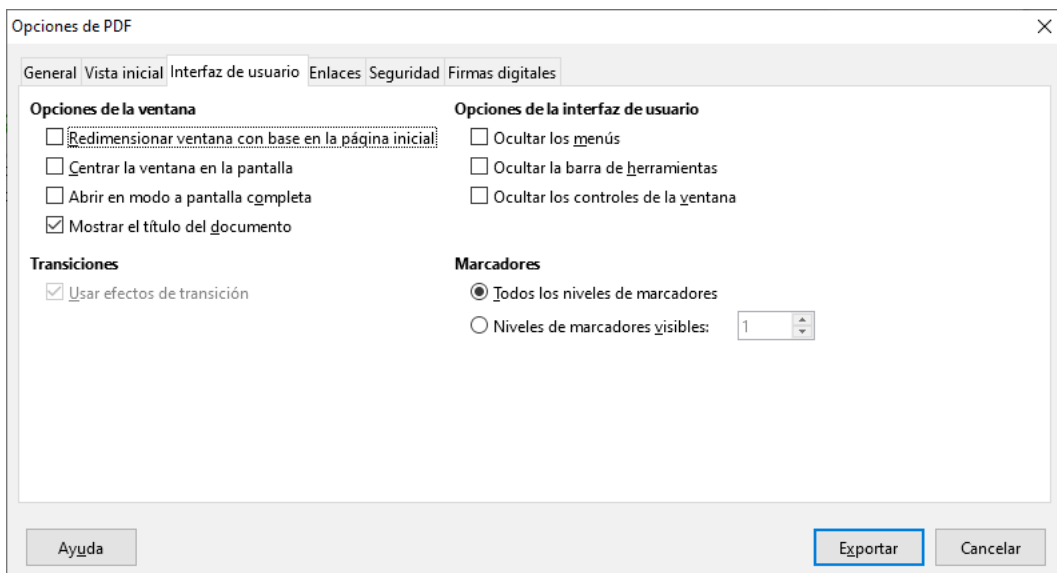 Opciones de PDF
General Vista inicial Interfaz de usuario Enlaces Seguridad Firmas digitales
Opciones de la ventana
Redimensionar ventana con base en la página inicial
Centrar la ventana en la pantalla
Abrir en modo a pantalla completa
Mostrar el título del documento
Opciones de la interfaz de usuario
Ocultar los menús
Ocultar la barra de herramientas
Ocultar los controles de la ventana
Transiciones
Usar efectos de transición
Marcadores
Todos los niveles de marcadores
Niveles de marcadores visibles: 1
Ayuda Exportar Cancelar